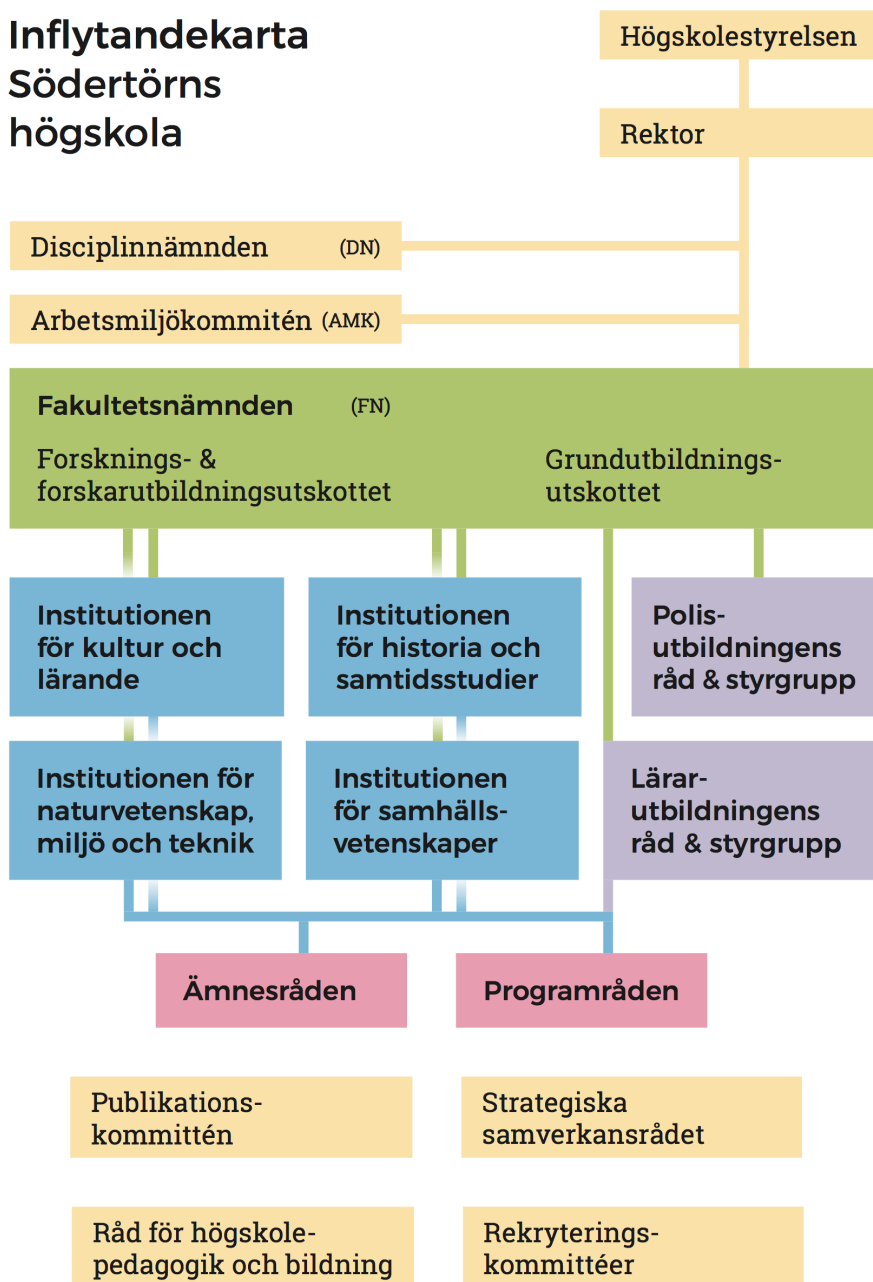 Inflytandekarta
Södertörns
högskola
Högskolestyrelsen
Rektor
Disciplinnämnden (DN)
Arbetsmiljökommitén (AMK)
Fakultetsnämnden (FN)
Forsknings- &
forskarutbildningsutskottet
Grundutbildnings-
utskottet
Institutionen
för kultur och
lärande
Institutionen
för historia och
samtidsstudier
Polis-
utbildningens
råd & styrgrupp
Institutionen för
naturvetenskap,
miljö och teknik
Institutionen
för samhälls-
vetenskaper
Lärar-
utbildningens
råd & styrgrupp
Ämnesråden
Programråden
Publikations-
kommittén
Strategiska
samverkansrådet
Råd för högskole-
pedagogik och bildning
Rekryterings-
kommittéer